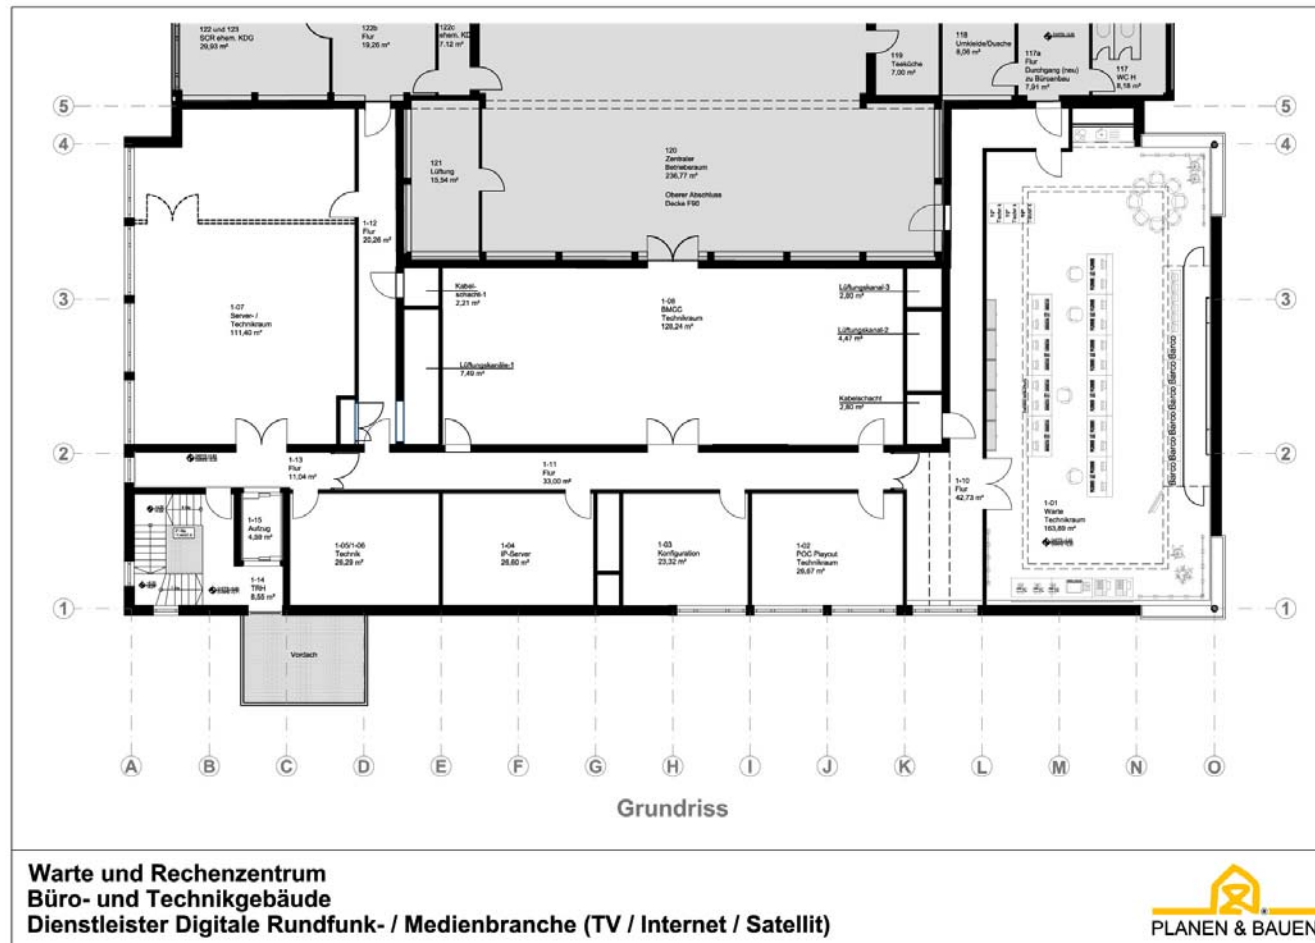 122 und 123
SCR ehem. KDG
29,93 m²
122b
Flur
19,26 m²
122c
ehem. KD
7.12 m²
119
Teeküche
7,00 m²
118
Umkleide/Dusche
8,06 m²
117a
Flur
Durchgang (neu)
zu Büroanbau
7,91 m²
117
WC H
8,18 m²
5
5
4
4
121
Lüftung
15,94 m²
120
Zentraler
Betriebsraum
236,77 m²
Oberer Abschluss
Decke F90
1-12
Flur
20,26 m²
3
3
1-07
Server- /
Technikraum
111,40 m²
Kabel-
schacht-1
2,21 m²
Lüftungskanäle-1
7,49 m²
1-08
BMCC
Technikraum
128,24 m²
Lüftungskanal-3
2,80 m²
Lüftungskanal-2
4,47 m²
Kabelschacht
2,80 m²
Barco Barco Barco Barco Barco Barco
2
2
1-13
Flur
11,04 m²
1-11
Flur
33,00 m²
1-10
Flur
42,73 m²
1-01
Warte
Technikraum
163,89 m²
1-15
Aufzug
4,59 m²
1-14
TRH
8,55 m²
1-05/1-06
Technik
26,29 m²
1-04
IP-Server
26,60 m²
1-03
Konfiguration
23,32 m²
1-02
POC Playout
Technikraum
26,67 m²
1
1
Vordach
A B C D E F G H I J K L M N O
Grundriss
Warte und Rechenzentrum
Büro- und Technikgebäude
Dienstleister Digitale Rundfunk- / Medienbranche (TV / Internet / Satellit)
PLANEN & BAUEN